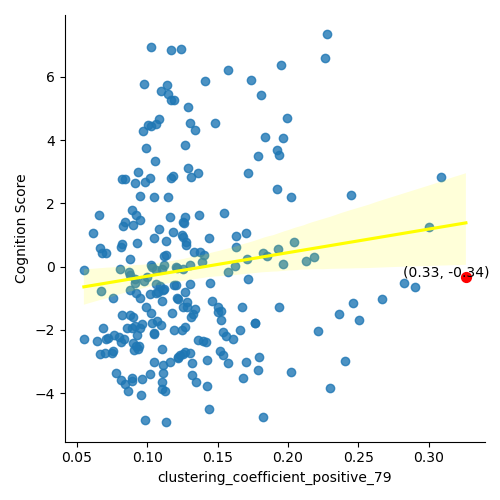 6
4
2
0
−2
−4
Cognition Score
(0.33, -0.34)
0.05 0.10 0.15 0.20 0.25 0.30
clustering_coefficient_positive_79